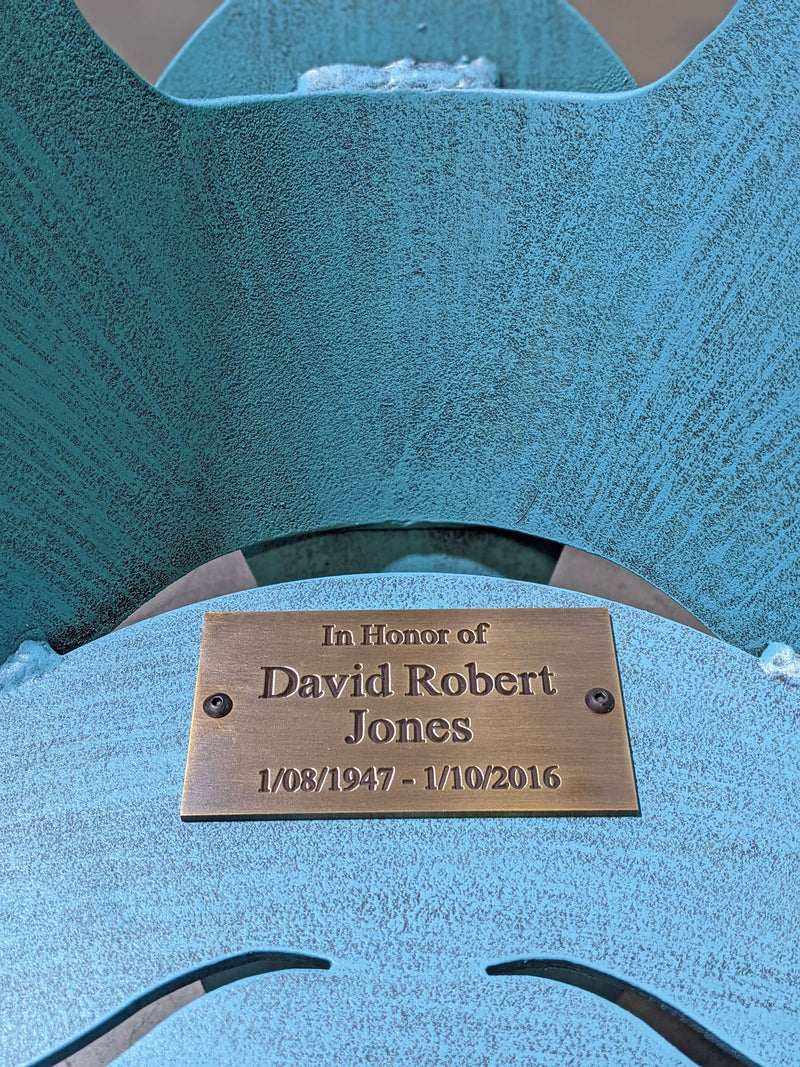 In Honor of
David Robert
Jones
1/08/1947 - 1/10/2016